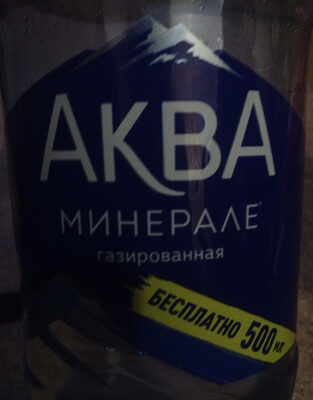 АКВА
МИНЕРАЛЕ
газированная
БЕСПЛАТНО 500 мл